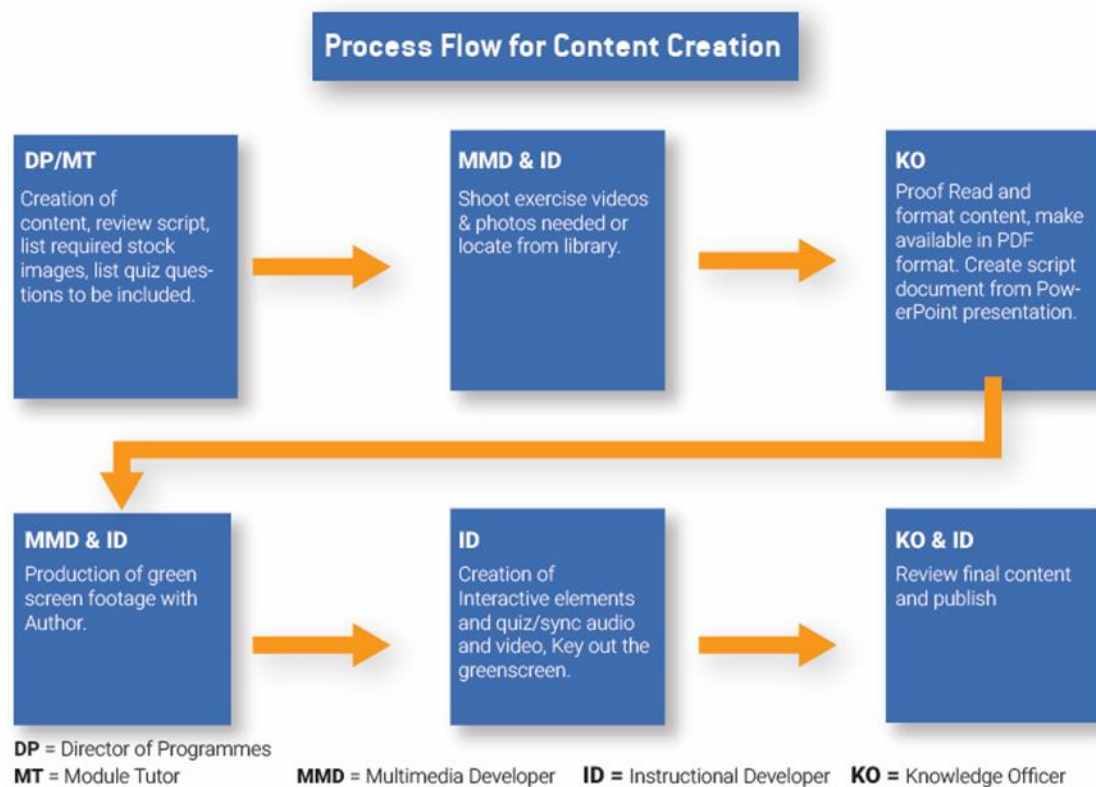 Process Flow for Content Creation
DP/MT
Creation of
content, review script,
list required stock
images, list quiz ques-
tions to be included.
MMD & ID
Shoot exercise videos
& photos needed or
locate from library.
KO
Proof Read and
format content, make
available in PDF
format. Create script
document from Pow-
erPoint presentation.
MMD & ID
Production of green
screen footage with
Author.
ID
Creation of
Interactive elements
and quiz/sync audio
and video, Key out the
greenscreen.
KO & ID
Review final content
and publish
DP = Director of Programmes
MT = Module Tutor
MMD = Multimedia Developer
ID = Instructional Developer
KO = Knowledge Officer